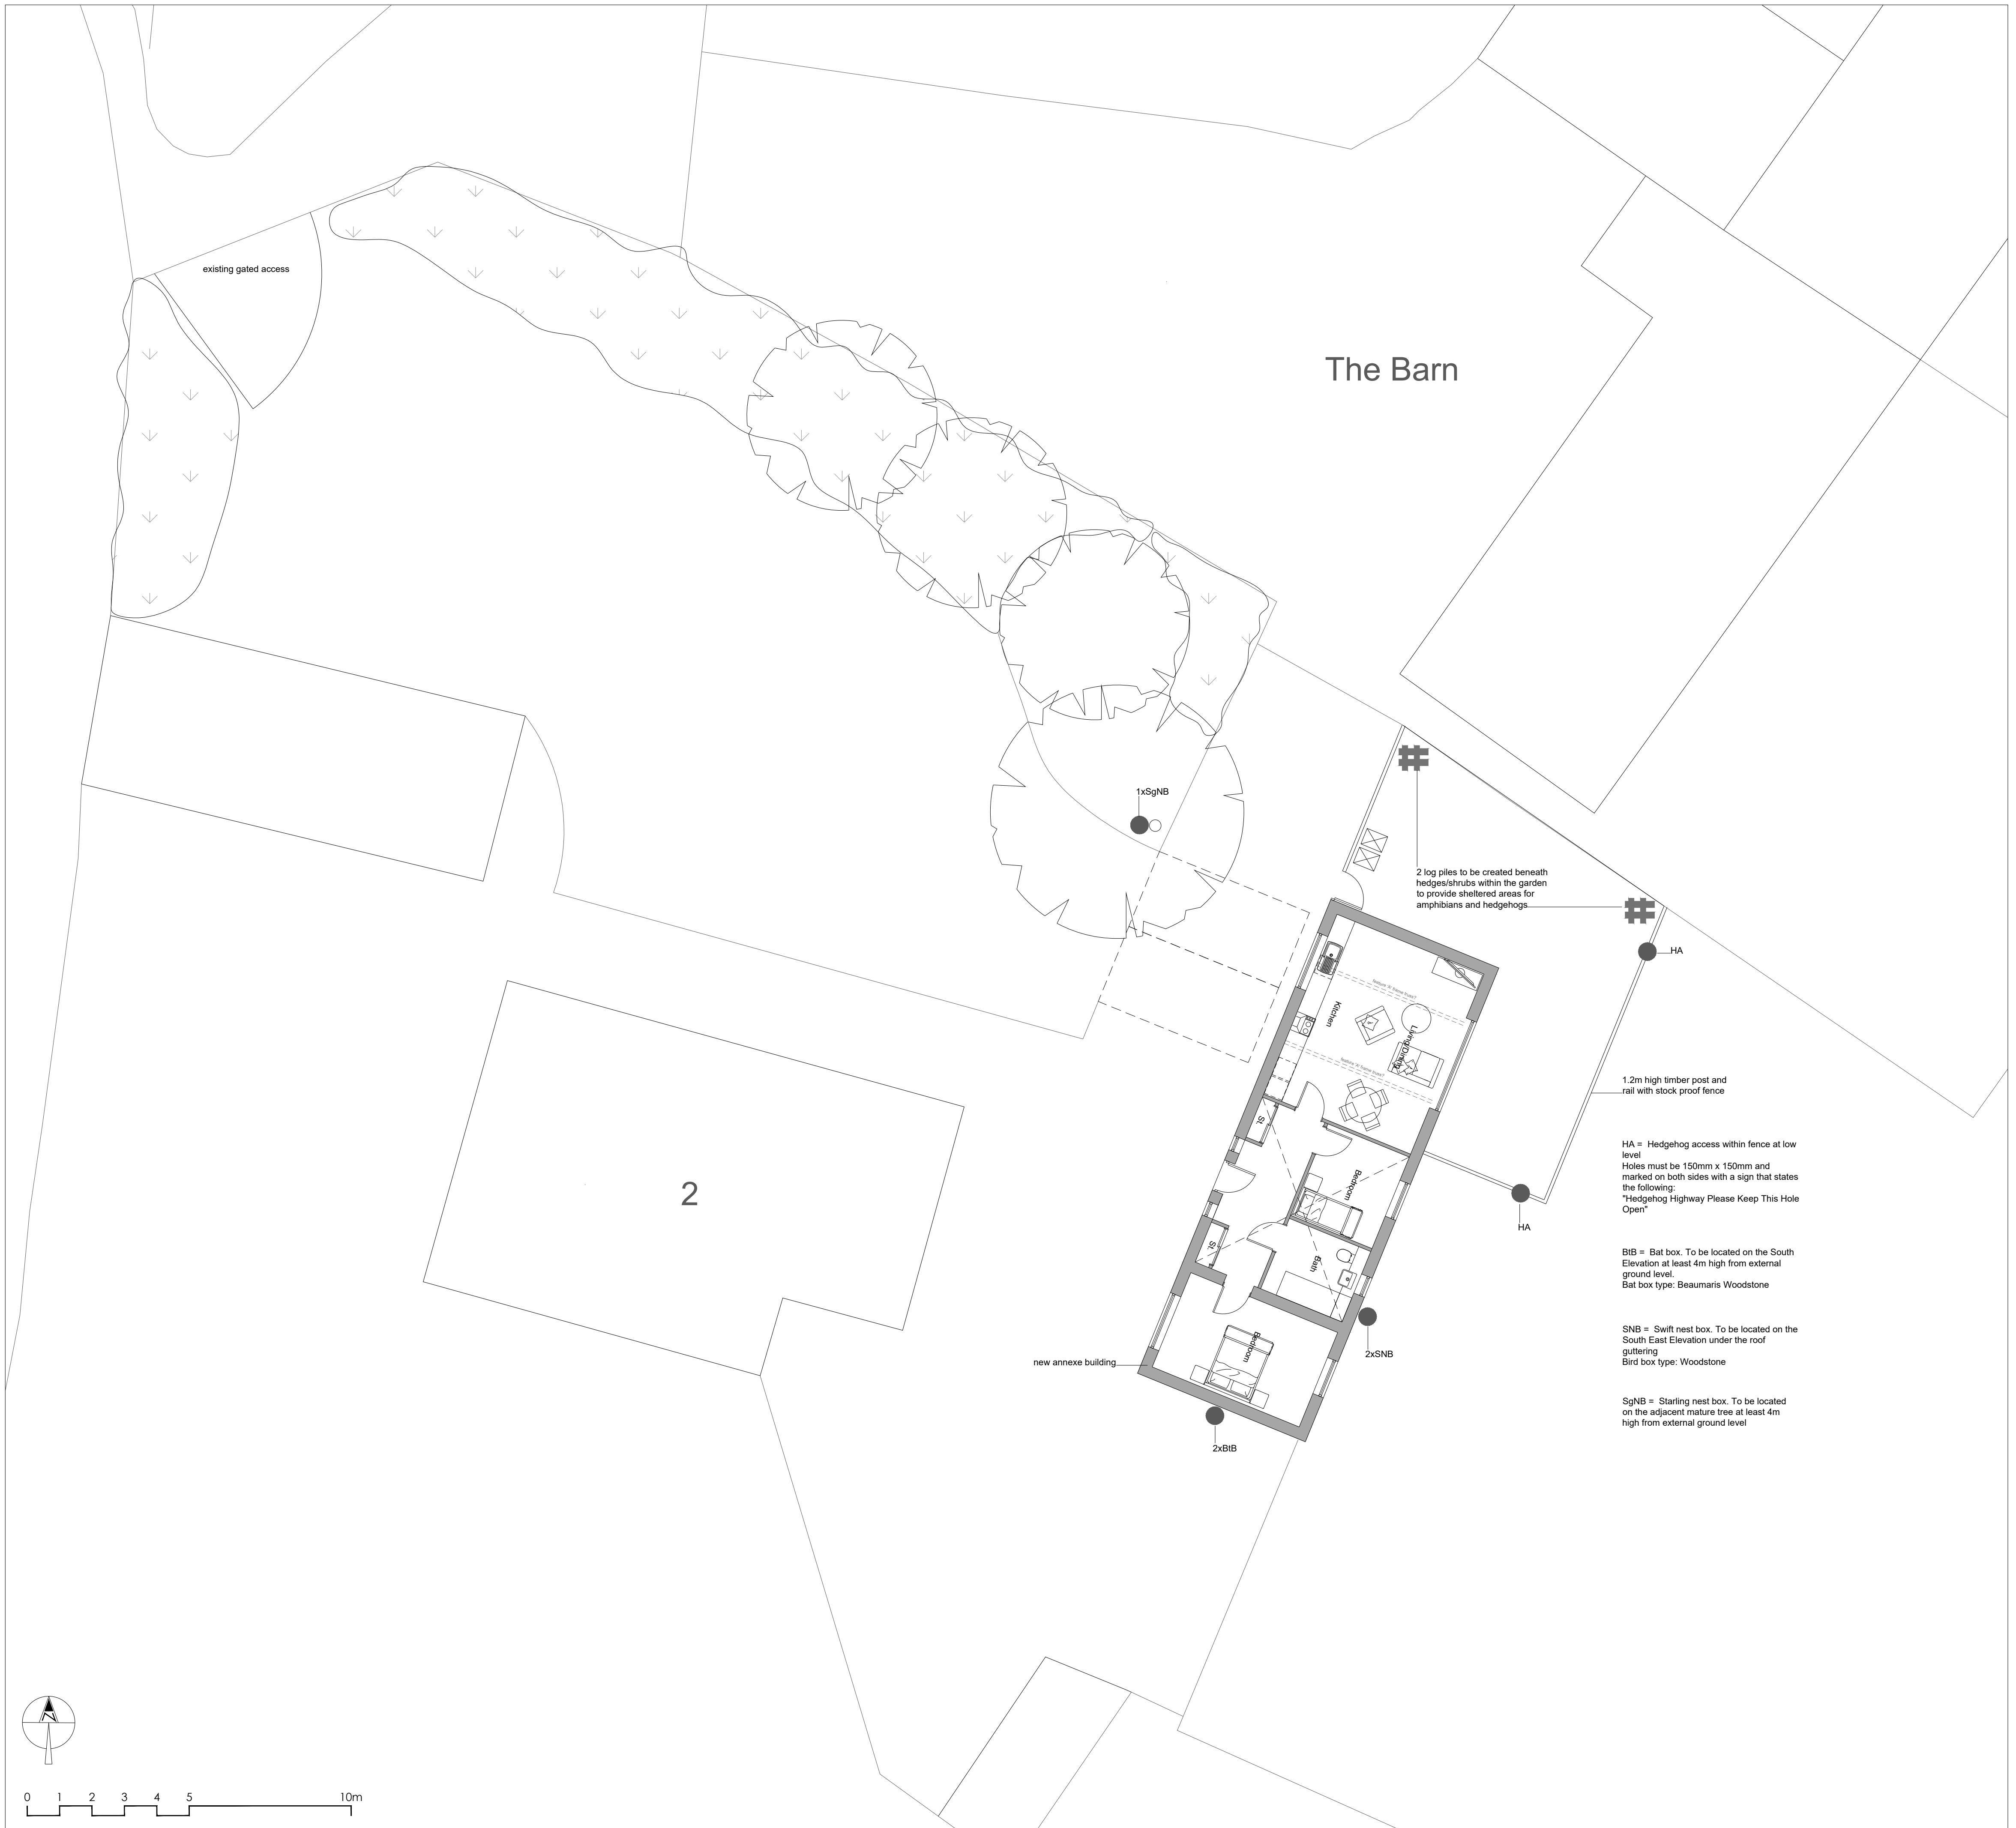 existing gated access
The Barn
1xSgNB
2 log piles to be created beneath
hedges/shrubs within the garden
to provide sheltered areas for
amphibians and hedgehogs
HA
feature 'A' frame truss?
Kitchen
Living/Dining
feature 'A' frame truss?
1.2m high timber post and
rail with stock proof fence
St.
HA = Hedgehog access within fence at low
level
Holes must be 150mm x 150mm and
marked on both sides with a sign that states
the following:
"Hedgehog Highway Please Keep This Hole
Open"
Bedroom
2
HA
St.
Bath
BtB = Bat box. To be located on the South
Elevation at least 4m high from external
ground level.
Bat box type: Beaumaris Woodstone
SNB = Swift nest box. To be located on the
South East Elevation under the roof
guttering
Bird box type: Woodstone
Bedroom
2xSNB
new annexe building
SgNB = Starling nest box. To be located
on the adjacent mature tree at least 4m
high from external ground level
2xBtB
N
0 1 2 3 4 5 10m